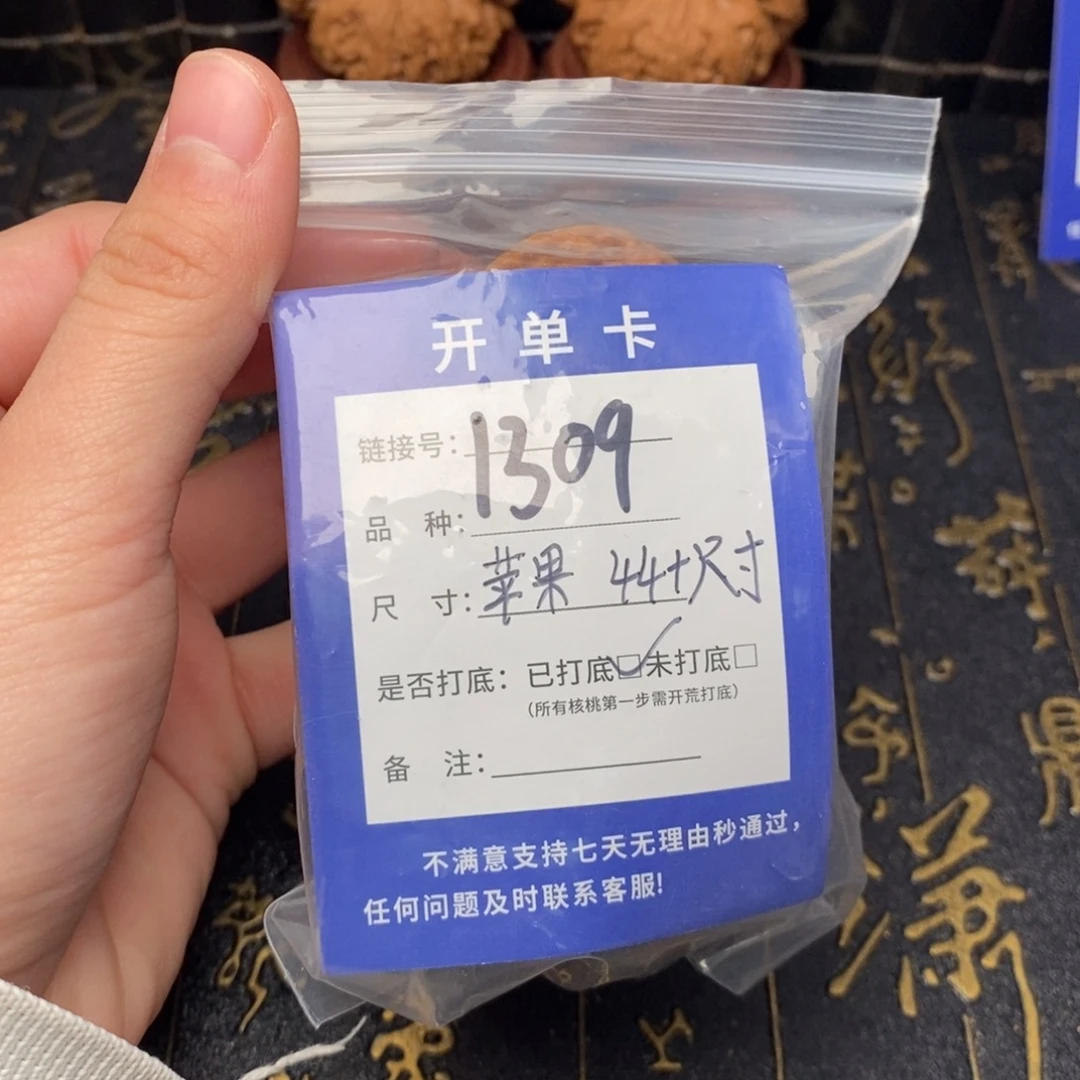 开单卡
链接号：1309
品 种：
尺 寸：苹果 44+尺寸
是否打底：已打底☑未打底□
（所有核桃第一步需开荒打底）
备 注：
不满意支持七天无理由秒通过，
任何问题及时联系客服!